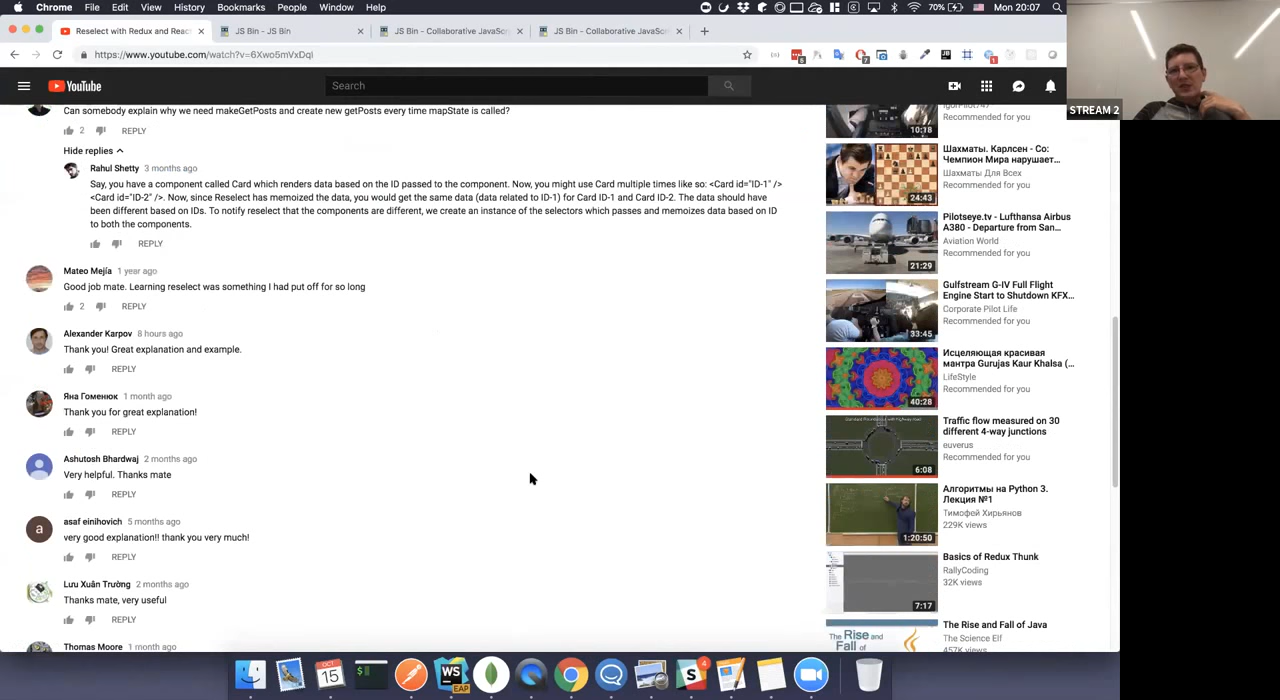 Chrome File Edit View History Bookmarks People Window Help
70% Mon 20:07
Reselect with Redux and Reac
JS Bin - JS Bin
JS Bin - Collaborative JavaScri
JS Bin - Collaborative JavaScri
https://www.youtube.com/watch?v=6Xwo5mVxDqI
YouTube
Search
STREAM 2
Can somebody explain why we need makeGetPosts and create new getPosts every time mapState is called?
2 REPLY
Hide replies
Rahul Shetty 3 months ago
Say, you have a component called Card which renders data based on the ID passed to the component. Now, you might use Card multiple times like so: <Card id="ID-1" />
<Card id="ID-2" />. Now, since Reselect has memoized the data, you would get the same data (data related to ID-1) for Card ID-1 and Card ID-2. The data should have
been different based on IDs. To notify reselect that the components are different, we create an instance of the selectors which passes and memoizes data based on ID
to both the components.
REPLY
Mateo Mejía 1 year ago
Good job mate. Learning reselect was something I had put off for so long
2 REPLY
Alexander Karpov 8 hours ago
Thank you! Great explanation and example.
REPLY
Яна Гоменюк 1 month ago
Thank you for great explanation!
REPLY
Ashutosh Bhardwaj 2 months ago
Very helpful. Thanks mate
REPLY
a
asaf einihovich 5 months ago
very good explanation!! thank you very much!
REPLY
Lưu Xuân Trường 2 months ago
Thanks mate, very useful
REPLY
Thomas Moore 1 month ago
Recommended for you
10:18
Шахматы. Карлсен - Со:
Чемпион Мира нарушает...
Шахматы Для Всех
Recommended for you
24:43
Pilotseye.tv - Lufthansa Airbus
A380 - Departure from San...
Aviation World
Recommended for you
21:29
Gulfstream G-IV Full Flight
Engine Start to Shutdown KFX...
Corporate Pilot Life
Recommended for you
33:45
Исцеляющая красивая
мантра Gurujas Kaur Khalsa (...
LifeStyle
Recommended for you
40:28
Traffic flow measured on 30
different 4-way junctions
euverus
Recommended for you
6:08
Алгоритмы на Python 3.
Лекция №1
Тимофей Хирьянов
229K views
1:20:50
Basics of Redux Thunk
RallyCoding
32K views
7:17
The Rise and Fall of Java
The Science Elf
457K views
The Rise and
Fall of
OCT
15
WS
EAP
4